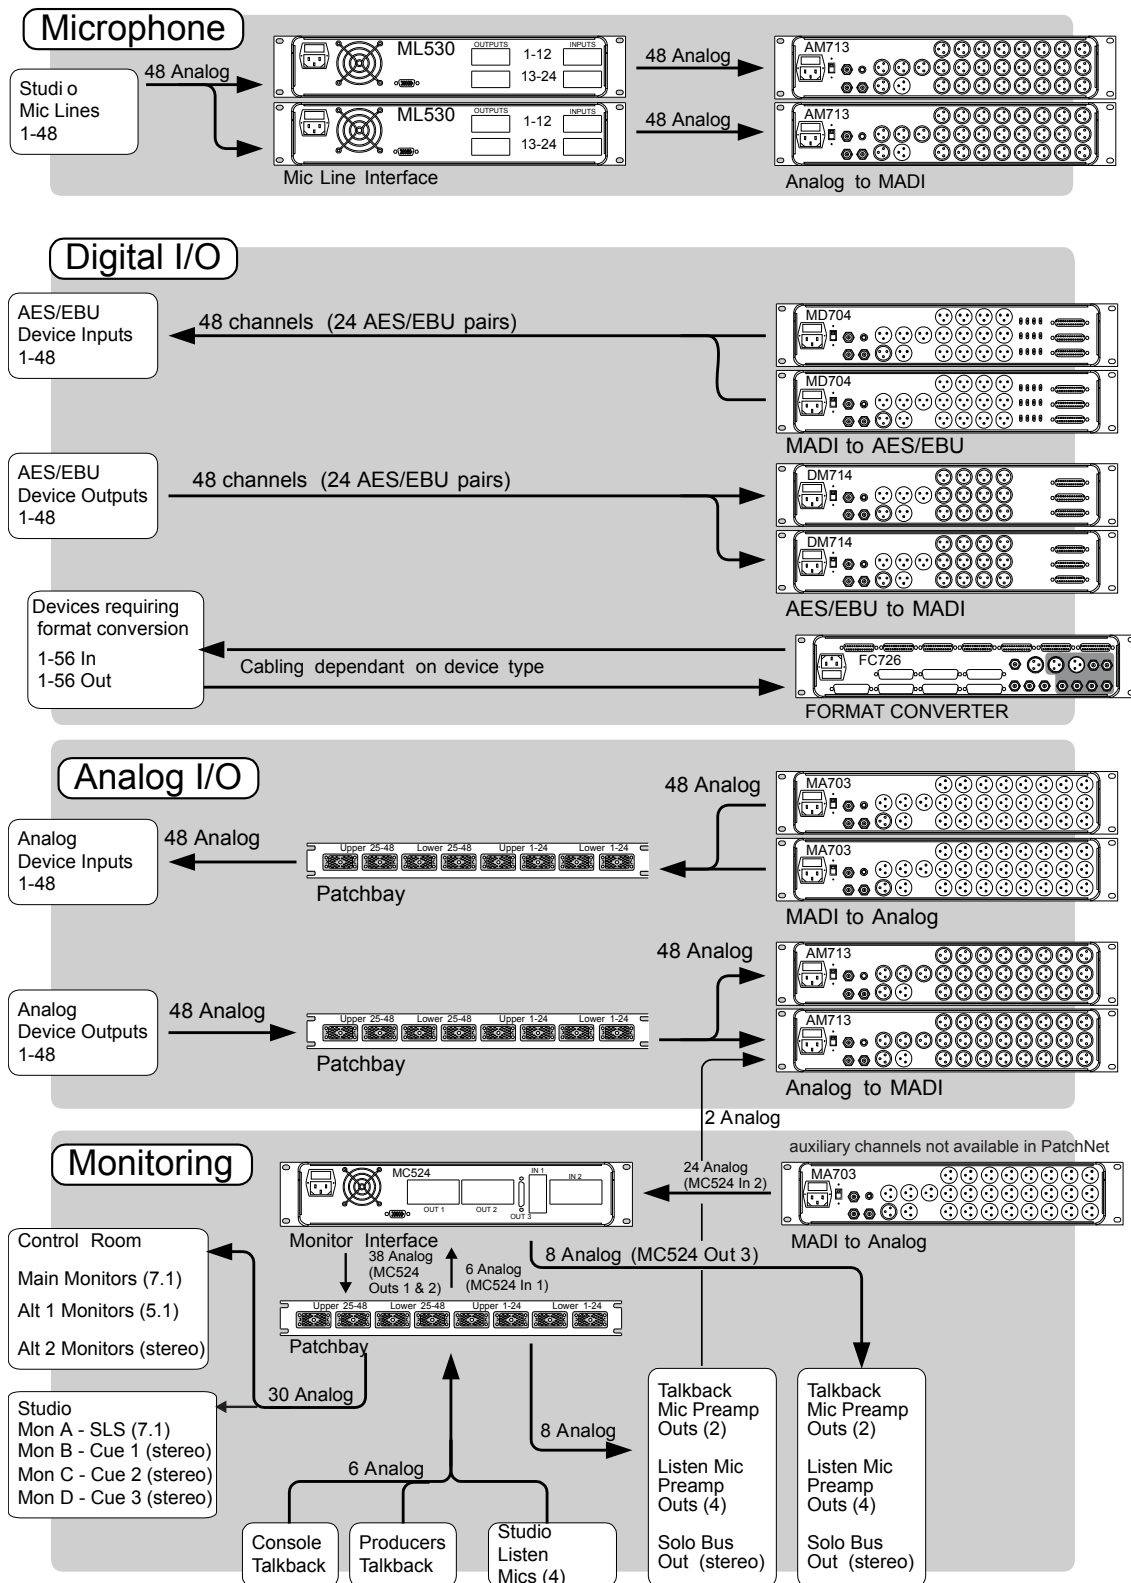 Microphone
Studio
Mic Lines
1-48
48 Analog
ML530
OUTPUTS
INPUTS
1-12
13-24
ML530
OUTPUTS
INPUTS
1-12
13-24
Mic Line Interface
48 Analog
48 Analog
AM713
AM713
Analog to MADI
Digital I/O
AES/EBU
Device Inputs
1-48
48 channels (24 AES/EBU pairs)
MD704
MD704
MADI to AES/EBU
AES/EBU
Device Outputs
1-48
48 channels (24 AES/EBU pairs)
DM714
DM714
AES/EBU to MADI
Devices requiring
format conversion
1-56 In
1-56 Out
Cabling dependant on device type
FC726
FORMAT CONVERTER
Analog I/O
Analog
Device Inputs
1-48
48 Analog
Upper 25-48 Lower 25-48 Upper 1-24 Lower 1-24
Patchbay
48 Analog
MA703
MA703
MADI to Analog
Analog
Device Outputs
1-48
48 Analog
Upper 25-48 Lower 25-48 Upper 1-24 Lower 1-24
Patchbay
48 Analog
AM713
AM713
Analog to MADI
2 Analog
Monitoring
auxiliary channels not available in PatchNet
MC524
OUT 1
OUT 2
OUT 3
IN 1
IN 2
Monitor Interface
24 Analog
(MC524 In 2)
MA703
MADI to Analog
38 Analog
(MC524
Outs 1 & 2)
6 Analog
(MC524 In 1)
8 Analog (MC524 Out 3)
Control Room
Main Monitors (7.1)
Alt 1 Monitors (5.1)
Alt 2 Monitors (stereo)
Upper 25-48 Lower 25-48 Upper 1-24 Lower 1-24
Patchbay
30 Analog
Studio
Mon A - SLS (7.1)
Mon B - Cue 1 (stereo)
Mon C - Cue 2 (stereo)
Mon D - Cue 3 (stereo)
6 Analog
8 Analog
Console
Talkback
Producers
Talkback
Studio
Listen
Mics (4)
Talkback
Mic Preamp
Outs (2)
Listen Mic
Preamp
Outs (4)
Solo Bus
Out (stereo)
Talkback
Mic Preamp
Outs (2)
Listen Mic
Preamp
Outs (4)
Solo Bus
Out (stereo)